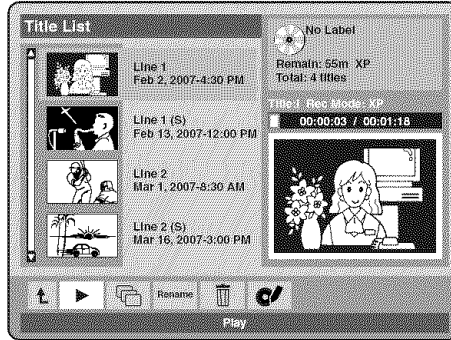 Title List
Line 1
Feb 2, 2007-4:30 PM
Line 1 (S)
Feb 13, 2007-12:00 PM
Line 2
Mar 1, 2007-8:30 AM
Line 2 (S)
Mar 16, 2007-3:00 PM
No Label
Remain: 55m XP
Total: 4 titles
Title:I Rec Mode: XP
00:00:03 / 00:01:18
Rename
Play